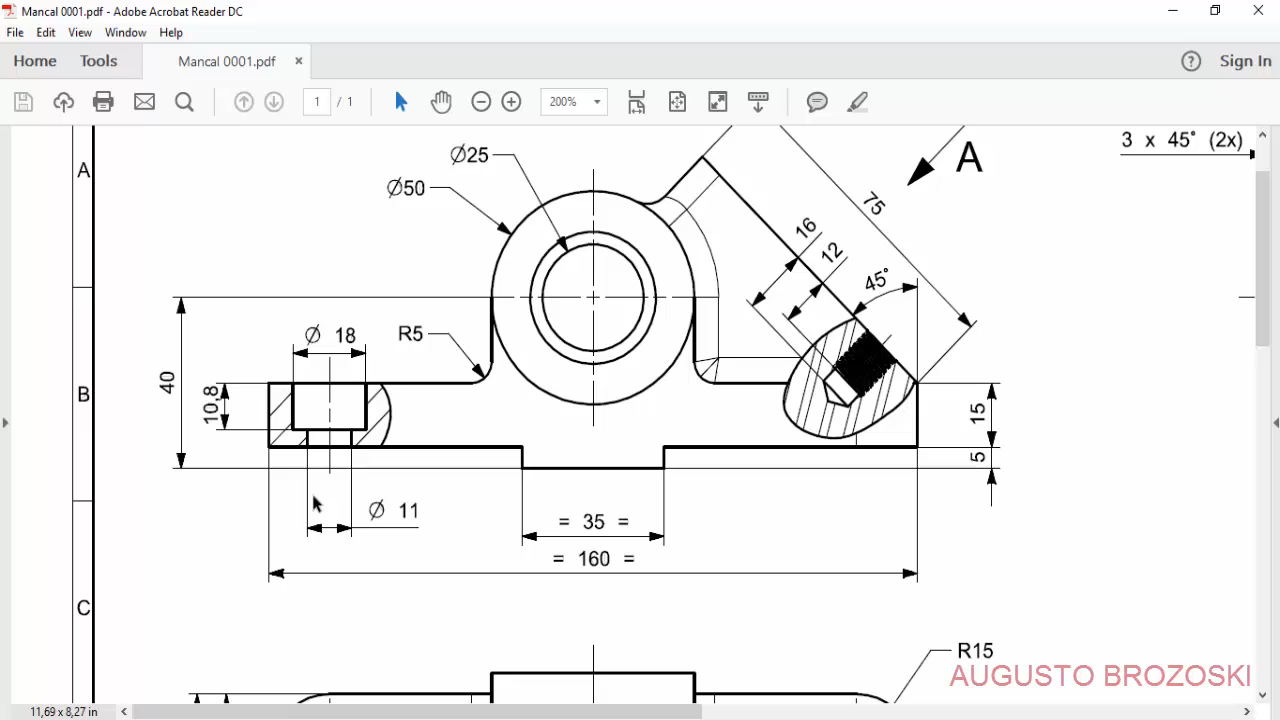 Mancal 0001.pdf - Adobe Acrobat Reader DC
File Edit View Window Help
Home Tools Mancal 0001.pdf × Sign In
1 / 1 200%
A
B
C
Ø25
Ø50
75
A
3 x 45° (2x)
16
12
45°
Ø 18
R5
40
10,8
15
5
Ø 11
= 35 =
= 160 =
R15
AUGUSTO BROZOSKI
11,69 x 8,27 in